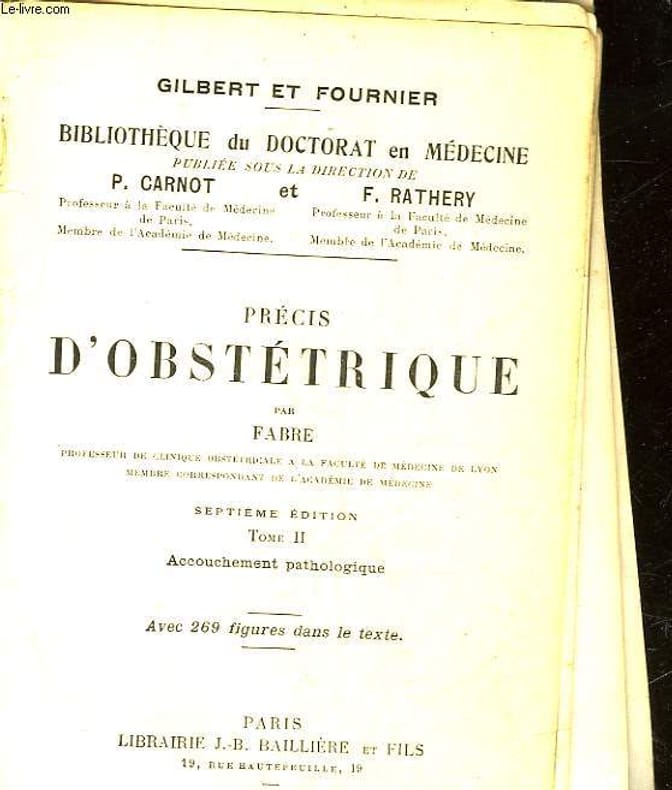 Le-livre.com
GILBERT ET FOURNIER
BIBLIOTHÈQUE du DOCTORAT en MÉDECINE
PUBLIÉE SOUS LA DIRECTION DE
P. CARNOT et F. RATHERY
Professeur à la Faculté de Médecine Professeur à la Faculté de Médecine
de Paris, de Paris,
Membre de l'Académie de Médecine. Membre de l'Académie de Médecine.
PRÉCIS
D'OBSTÉTRIQUE
PAR
FABRE
PROFESSEUR DE CLINIQUE OBSTÉTRICALE A LA FACULTÉ DE MÉDECINE DE LYON
MEMBRE CORRESPONDANT DE L'ACADÉMIE DE MÉDECINE
SEPTIEME ÉDITION
TOME II
Accouchement pathologique
Avec 269 figures dans le texte.
PARIS
LIBRAIRIE J.-B. BAILLIÈRE ET FILS
19, RUE HAUTEFEUILLE, 19